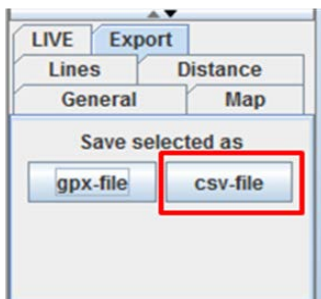 LIVE Export
Lines Distance
General Map
Save selected as
gpx-file csv-file